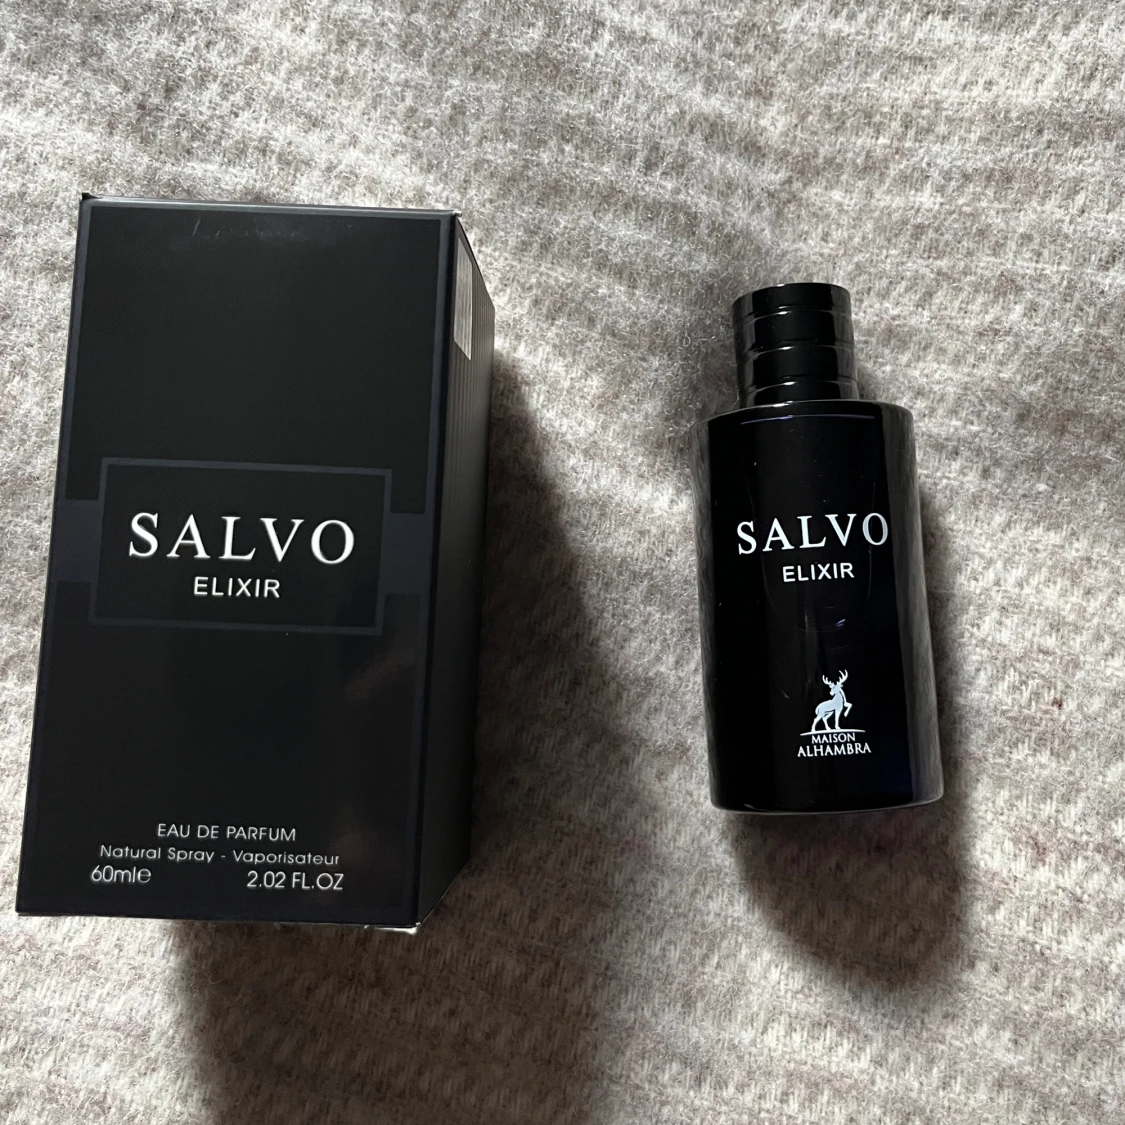 SALVO
ELIXIR
EAU DE PARFUM
Natural Spray - Vaporisateur
60ml℮
2.02 FL.OZ
SALVO
ELIXIR
MAISON
ALHAMBRA